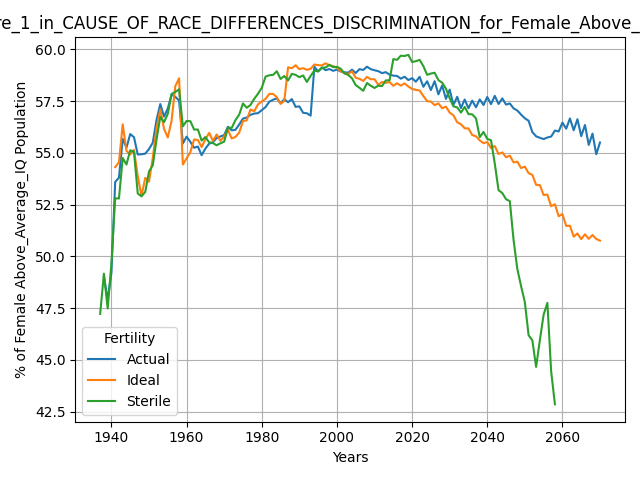 re_1_in_CAUSE_OF_RACE_DIFFERENCES_DISCRIMINATION_for_Female_Above_
% of Female Above_Average_IQ Population
60.0
57.5
55.0
52.5
50.0
47.5
45.0
42.5
Fertility
Actual
Ideal
Sterile
1940
1960
1980
2000
2020
2040
2060
Years